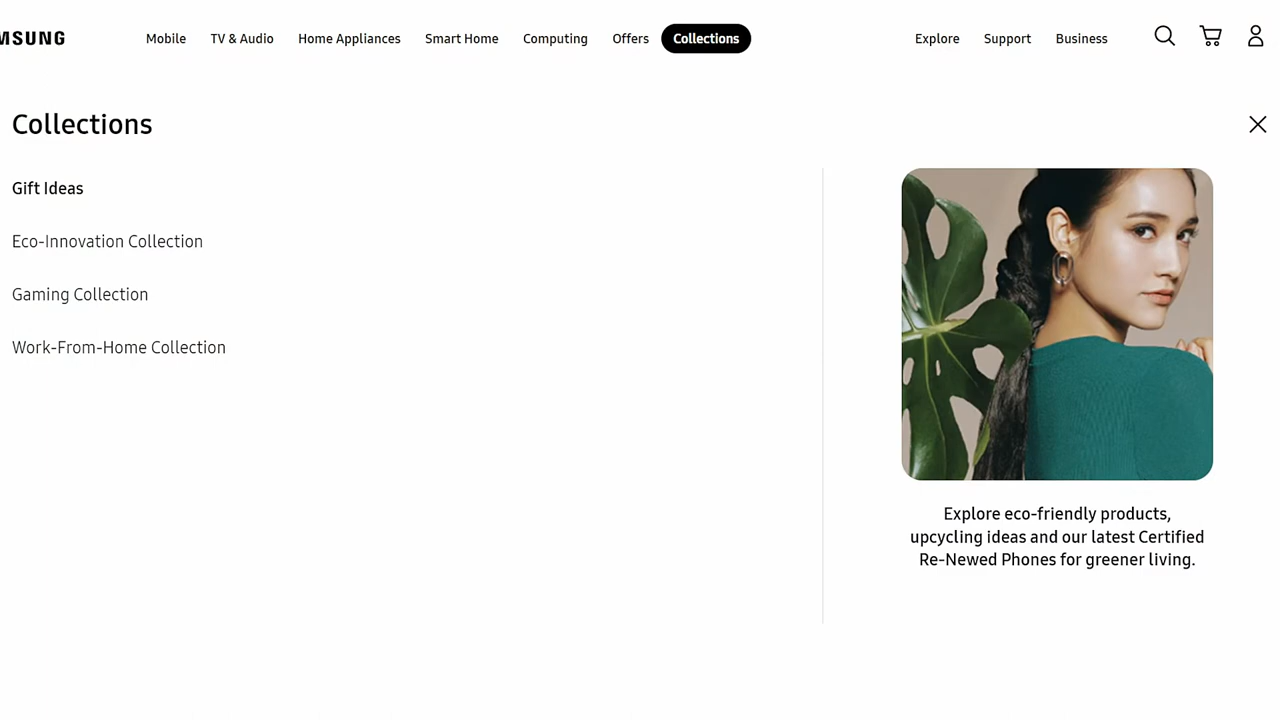 MSUNG
Mobile TV & Audio Home Appliances Smart Home Computing Offers Collections Explore Support Business
Collections
Gift Ideas
Eco-Innovation Collection
Gaming Collection
Work-From-Home Collection
Explore eco-friendly products,
upcycling ideas and our latest Certified
Re-Newed Phones for greener living.